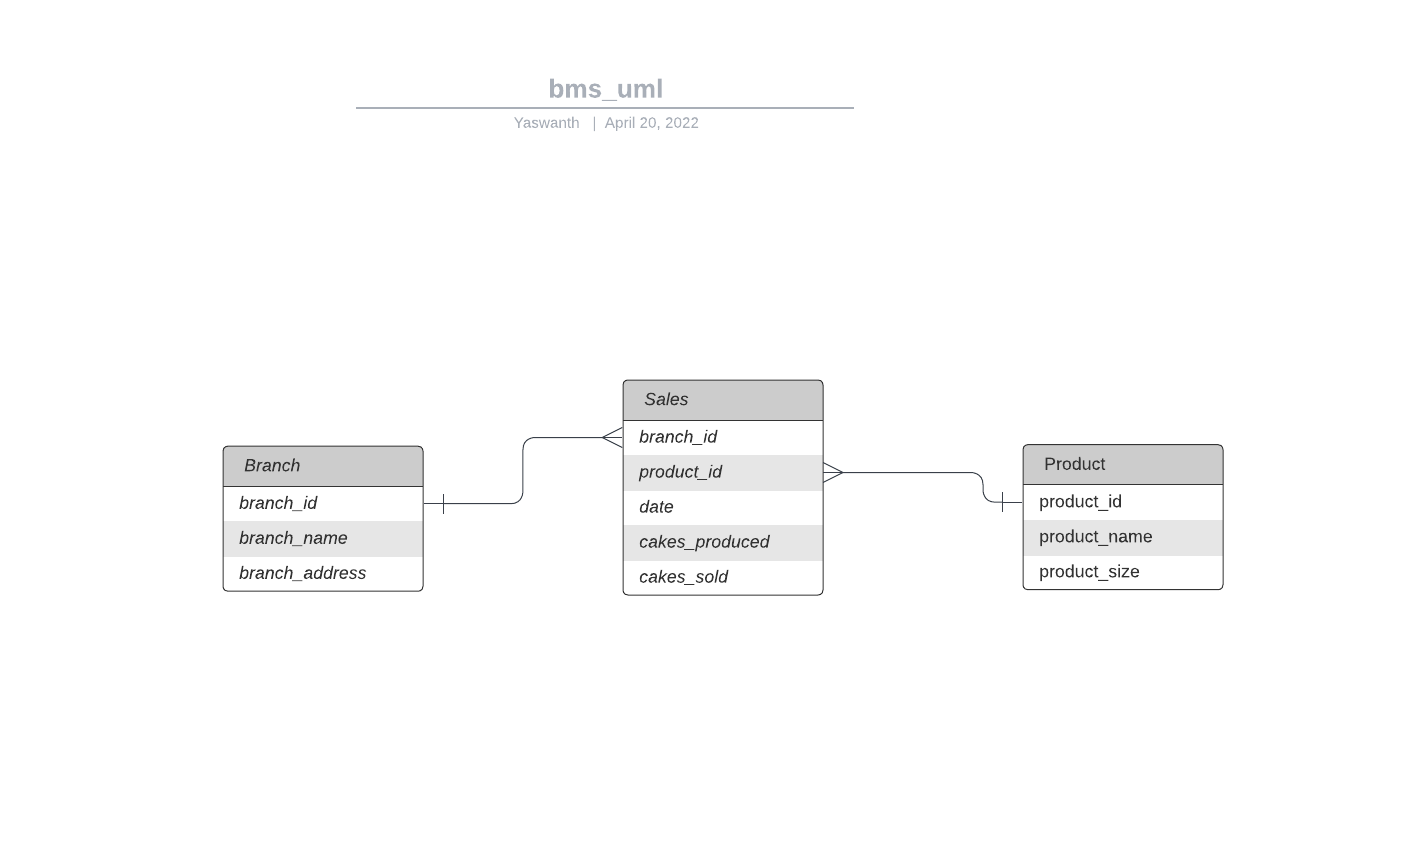 bms_uml
Yaswanth | April 20, 2022
Branch
branch_id
branch_name
branch_address
Sales
branch_id
product_id
date
cakes_produced
cakes_sold
Product
product_id
product_name
product_size